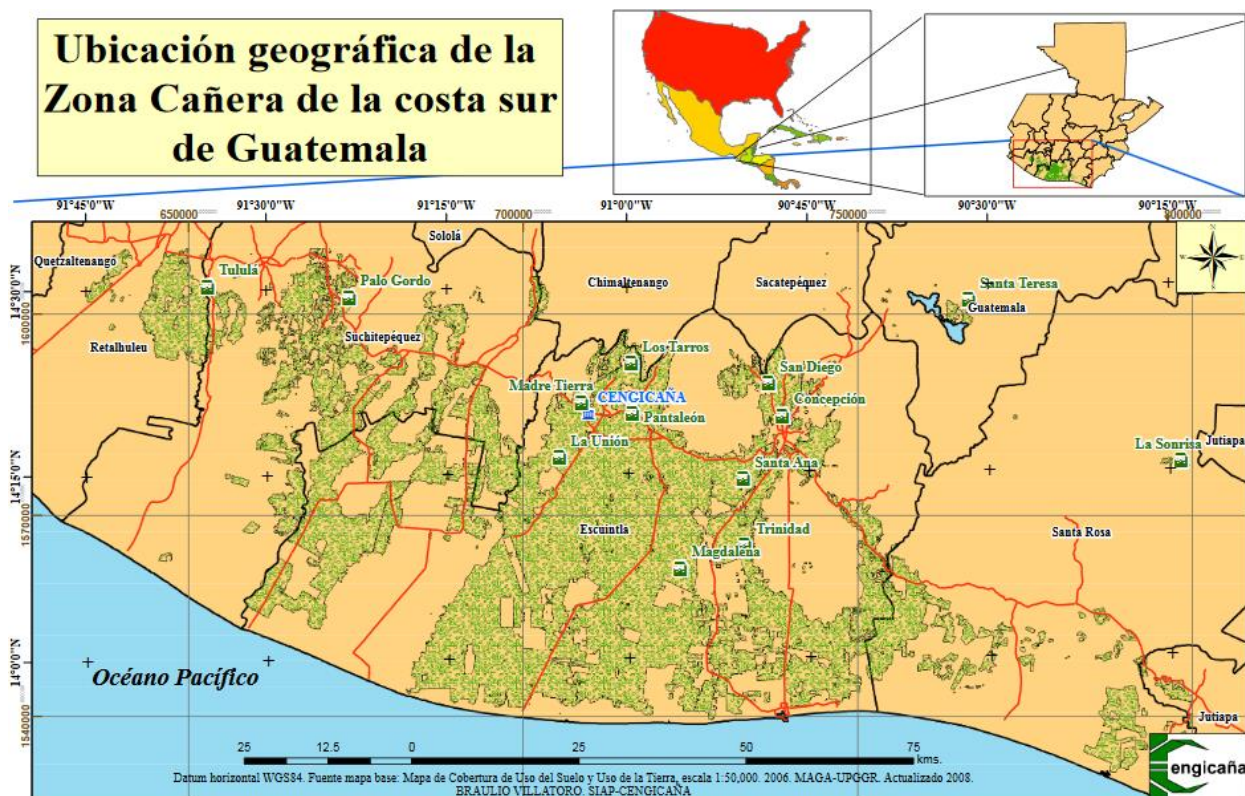 Ubicación geográfica de la
Zona Cañera de la costa sur
de Guatemala
91°45'0"W
91°30'0"W
91°15'0"W
91°0'0"W
90°45'0"W
90°30'0"W
90°15'0"W
650000
700000
750000
800000
14°30'0"N
1600000
14°15'0"N
1570000
14°0'0"N
1540000
Quetzaltenango
Tululá
Sololá
Palo Gordo
Chimaltenango
Sacatepéquez
Santa Teresa
Guatemala
Retalhuleu
Suchitepéquez
Los Tarros
San Diego
Madre Tierra
CENGICAÑA
Concepción
Pantaleón
La Unión
La Sonrisa
Jutiapa
Santa Ana
Escuintla
Trinidad
Santa Rosa
Magdalena
Océano Pacífico
Jutiapa
25 12.5 0 25 50 75
kms.
Datum horizontal WGS84. Fuente mapa base: Mapa de Cobertura de Uso del Suelo y Uso de la Tierra, escala 1:50,000. 2006. MAGA-UPGGR. Actualizado 2008.
BRAULIO VILLATORO. SIAP-CENGICAÑA
engicaña